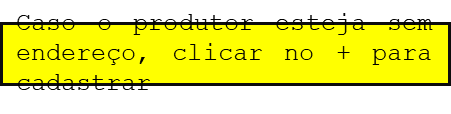 Caso o produtor esteja sem
endereço, clicar no + para
cadastrar